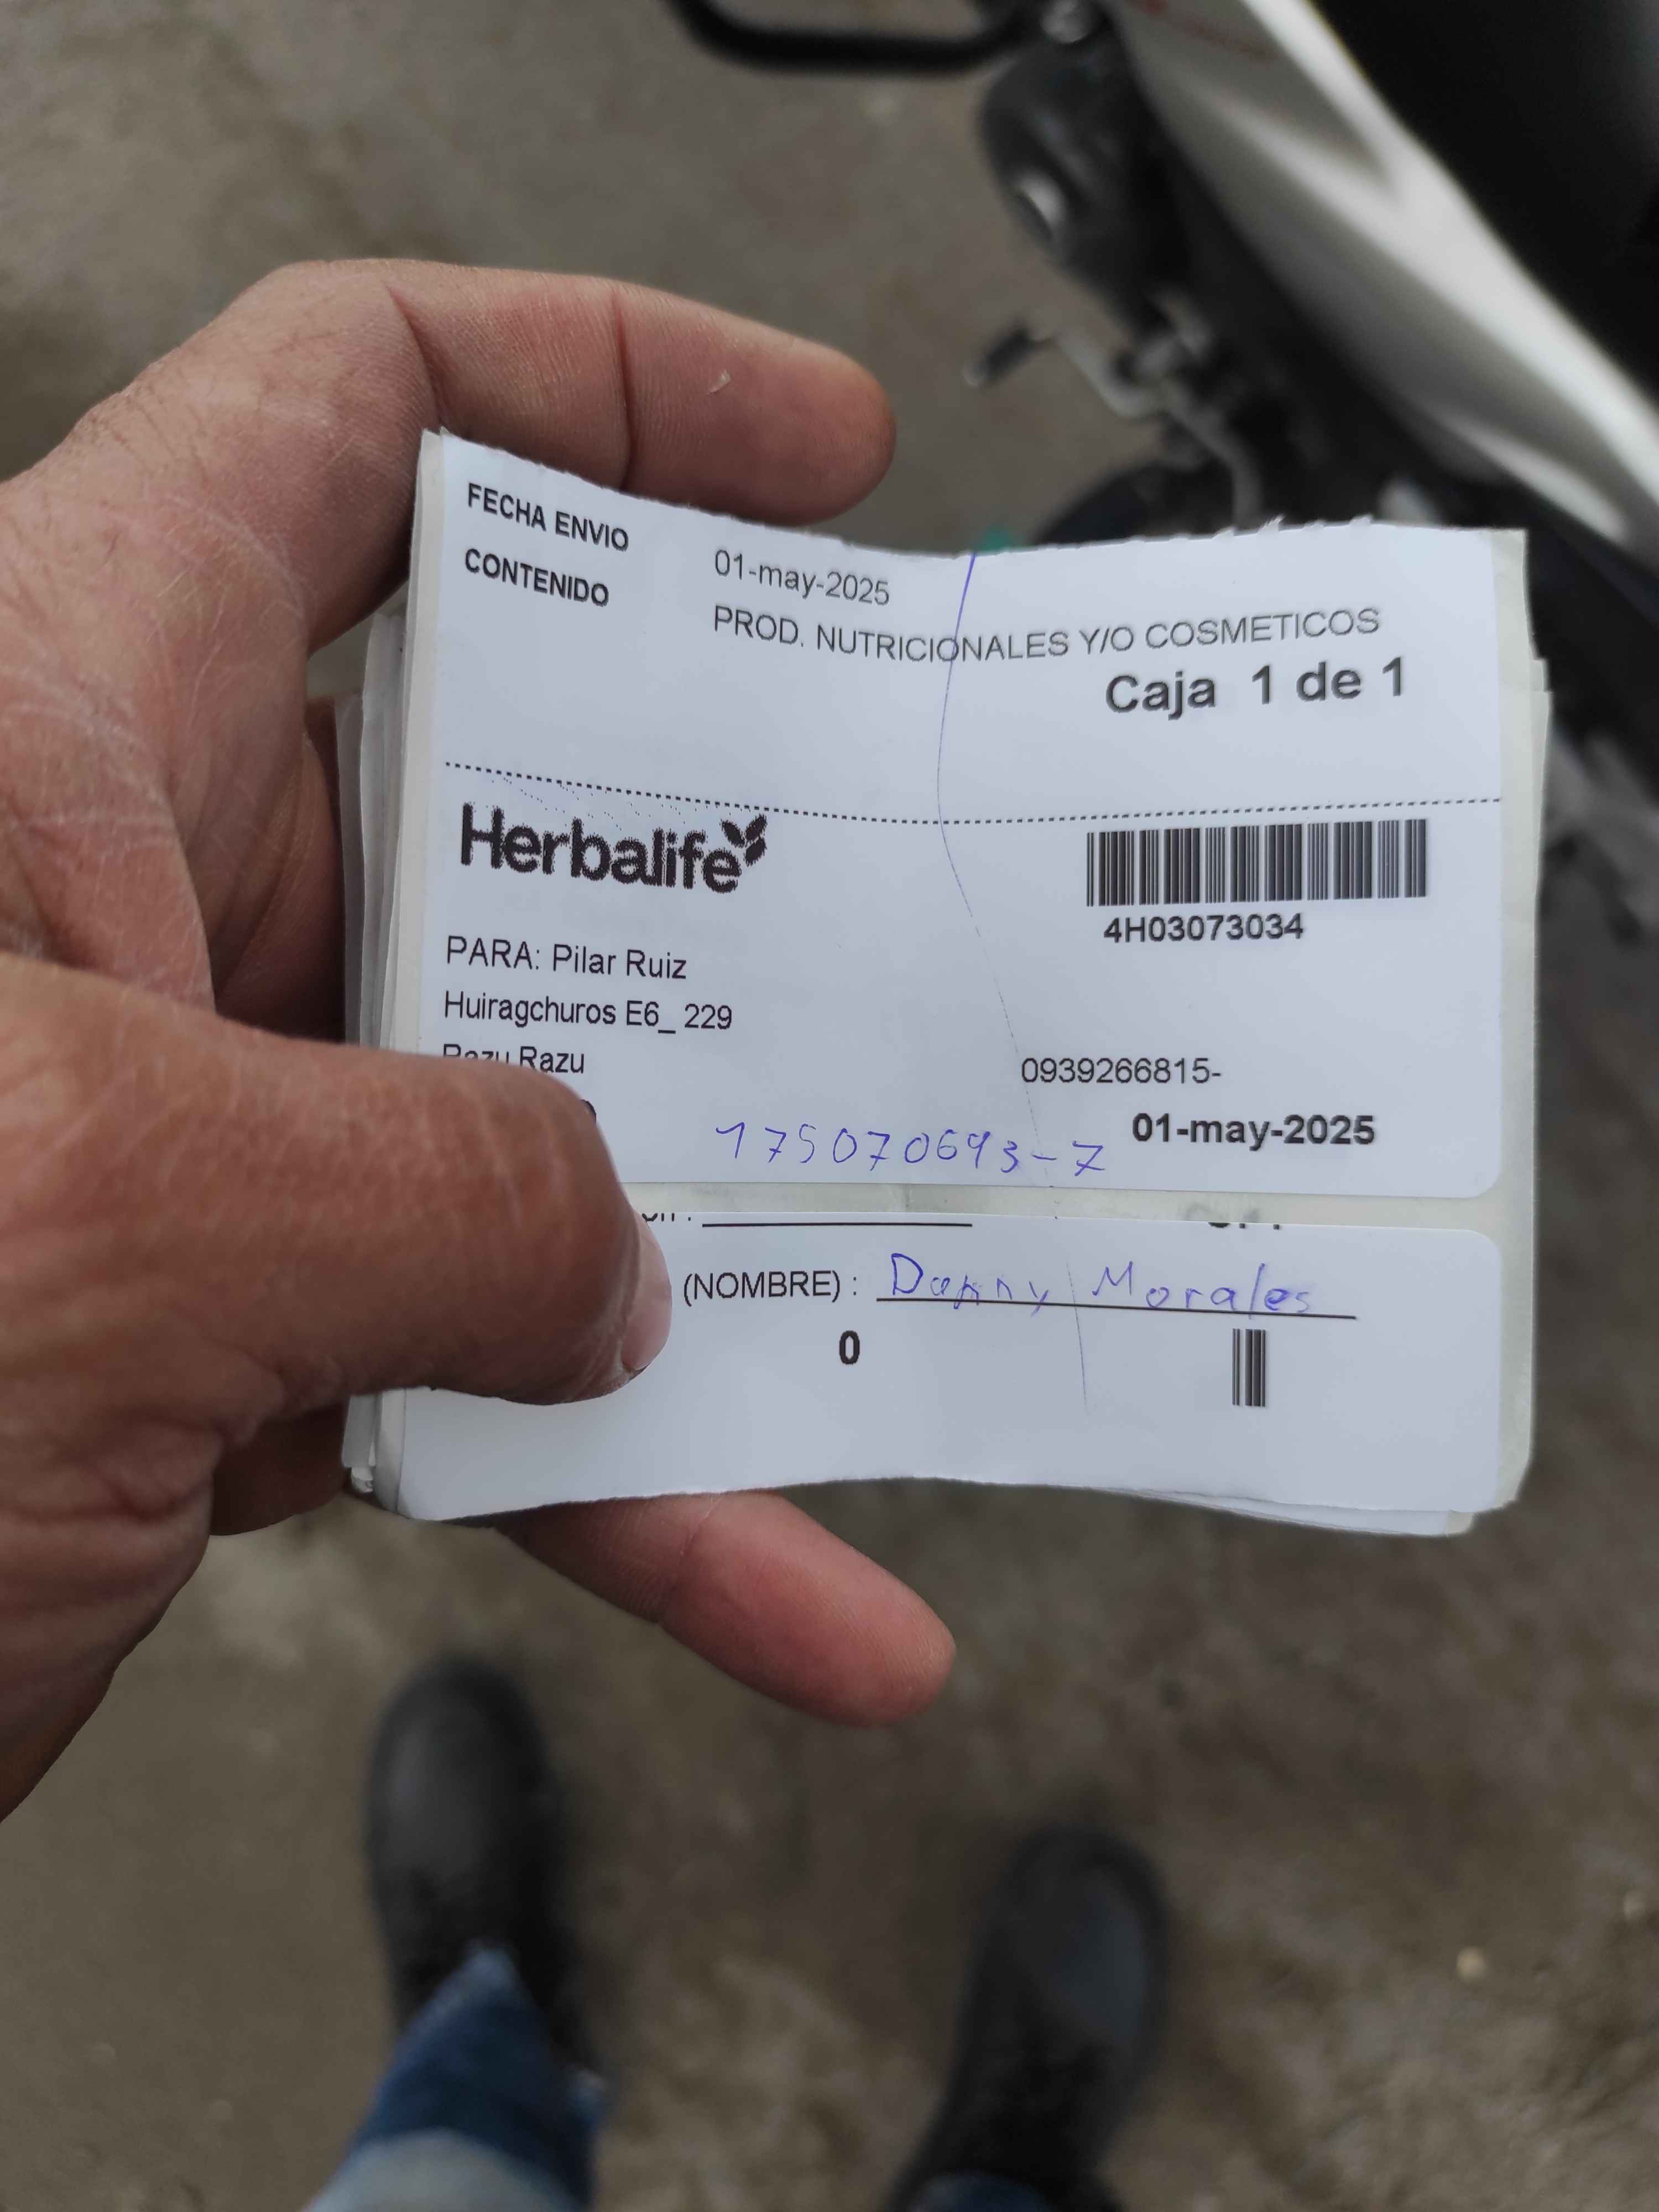 FECHA ENVIO 01-may-2025
CONTENIDO PROD. NUTRICIONALES Y/O COSMETICOS
Caja 1 de 1
Herbalife
4H03073034
PARA: Pilar Ruiz
Huiragchuros E6_ 229
Razu Razu
0939266815-
175070693-7
01-may-2025
(NOMBRE) : Danny Morales
0